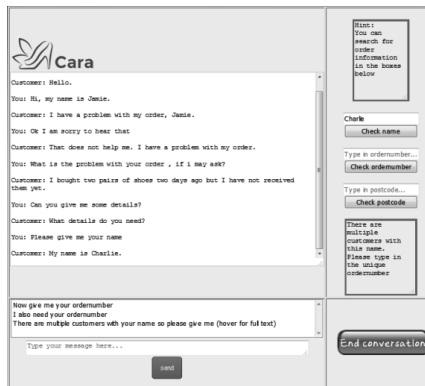 Cara
Customer: Hello.
You: Hi, my name is Jamie.
Customer: I have a problem with my order, Jamie.
You: Ok I am sorry to hear that
Customer: That does not help me. I have a problem with my order.
You: What is the problem with your order , if i may ask?
Customer: I bought two pairs of shoes two days ago but I have not received
them yet.
You: Can you give me some details?
Customer: What details do you need?
You: Please give me your name
Customer: My name is Charlie.
Now give me your ordernumber
I also need your ordernumber
There are multiple customers with your name so please give me (hover for full text)
Type your message here...
send
Hint:
You can
search for
order
information
in the boxes
below
Charlie
Check name
Type in ordernumber...
Check ordernumber
Type in postcode...
Check postcode
There are
multiple
customers with
this name.
Please type in
the unique
ordernumber
End conversation